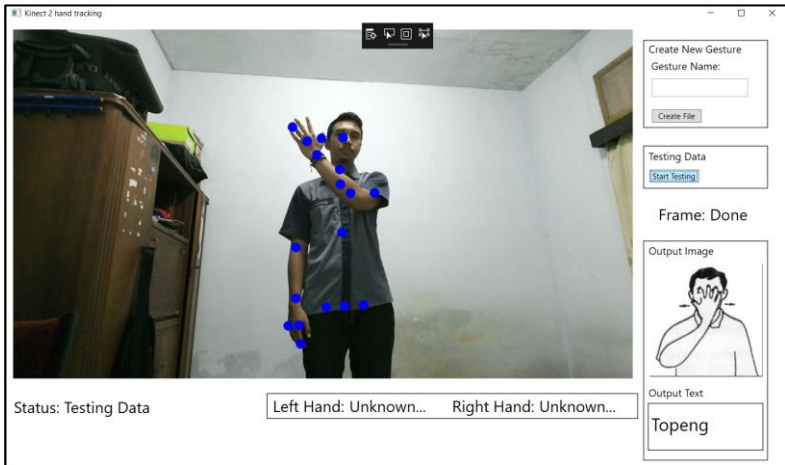 Kinect 2 hand tracking
Create New Gesture
Gesture Name:
Create File
Testing Data
Start Testing
Frame: Done
Output Image
Output Text
Topeng
Status: Testing Data
Left Hand: Unknown... Right Hand: Unknown...